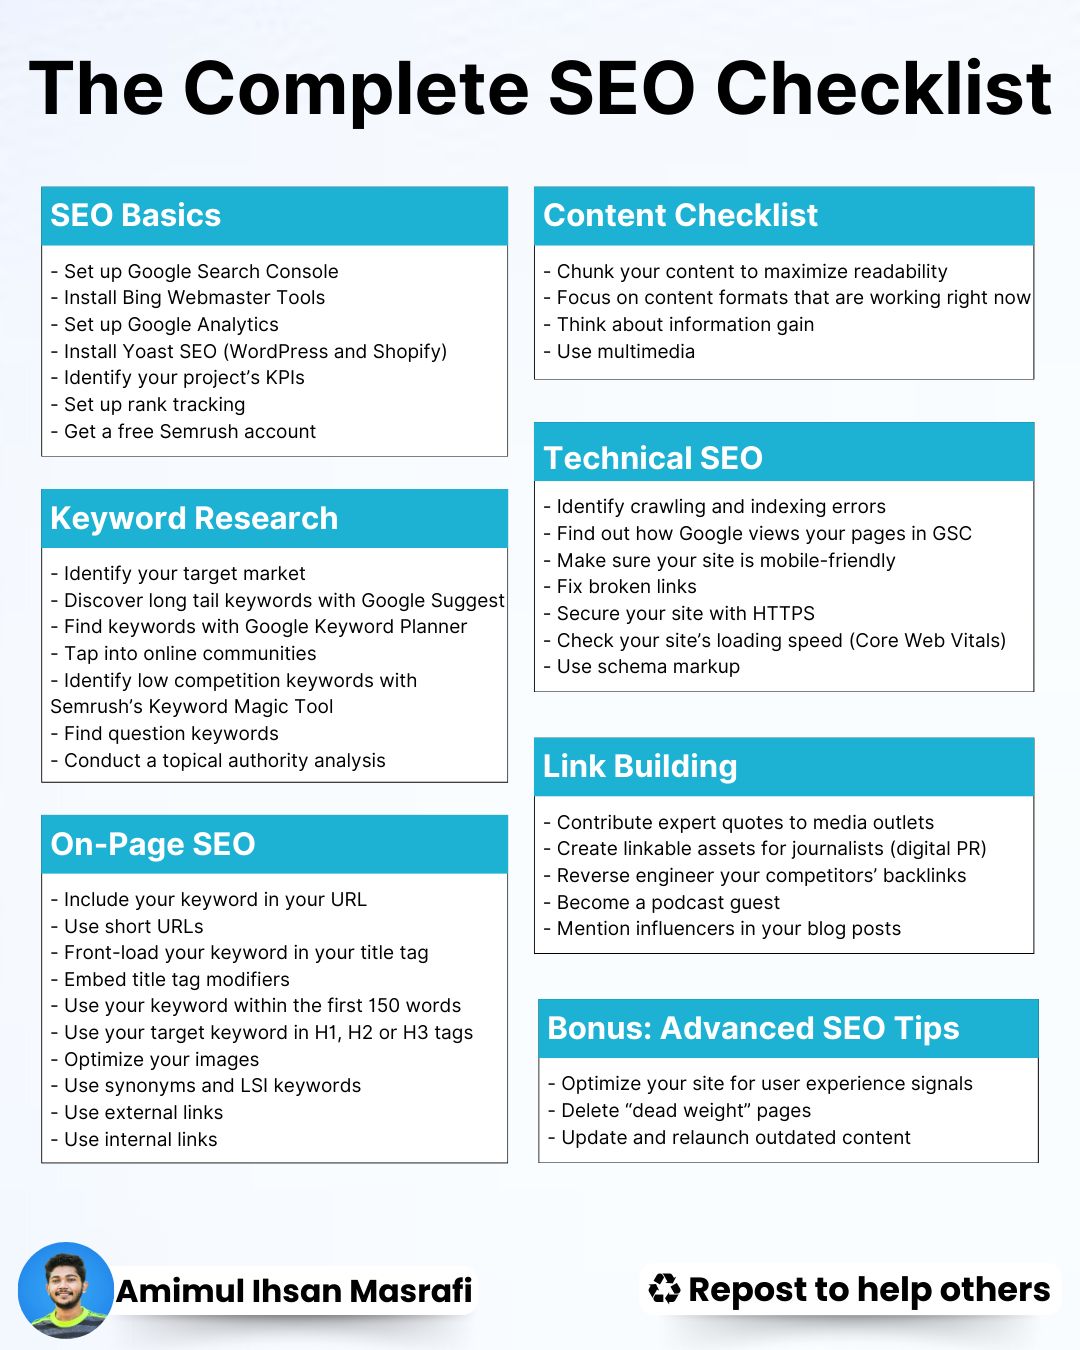 The Complete SEO Checklist
SEO Basics
- Set up Google Search Console
- Install Bing Webmaster Tools
- Set up Google Analytics
- Install Yoast SEO (WordPress and Shopify)
- Identify your project’s KPIs
- Set up rank tracking
- Get a free Semrush account
Keyword Research
- Identify your target market
- Discover long tail keywords with Google Suggest
- Find keywords with Google Keyword Planner
- Tap into online communities
- Identify low competition keywords with
Semrush’s Keyword Magic Tool
- Find question keywords
- Conduct a topical authority analysis
On-Page SEO
- Include your keyword in your URL
- Use short URLs
- Front-load your keyword in your title tag
- Embed title tag modifiers
- Use your keyword within the first 150 words
- Use your target keyword in H1, H2 or H3 tags
- Optimize your images
- Use synonyms and LSI keywords
- Use external links
- Use internal links
Content Checklist
- Chunk your content to maximize readability
- Focus on content formats that are working right now
- Think about information gain
- Use multimedia
Technical SEO
- Identify crawling and indexing errors
- Find out how Google views your pages in GSC
- Make sure your site is mobile-friendly
- Fix broken links
- Secure your site with HTTPS
- Check your site’s loading speed (Core Web Vitals)
- Use schema markup
Link Building
- Contribute expert quotes to media outlets
- Create linkable assets for journalists (digital PR)
- Reverse engineer your competitors’ backlinks
- Become a podcast guest
- Mention influencers in your blog posts
Bonus: Advanced SEO Tips
- Optimize your site for user experience signals
- Delete “dead weight” pages
- Update and relaunch outdated content
Amimul Ihsan Masrafi
♻ Repost to help others